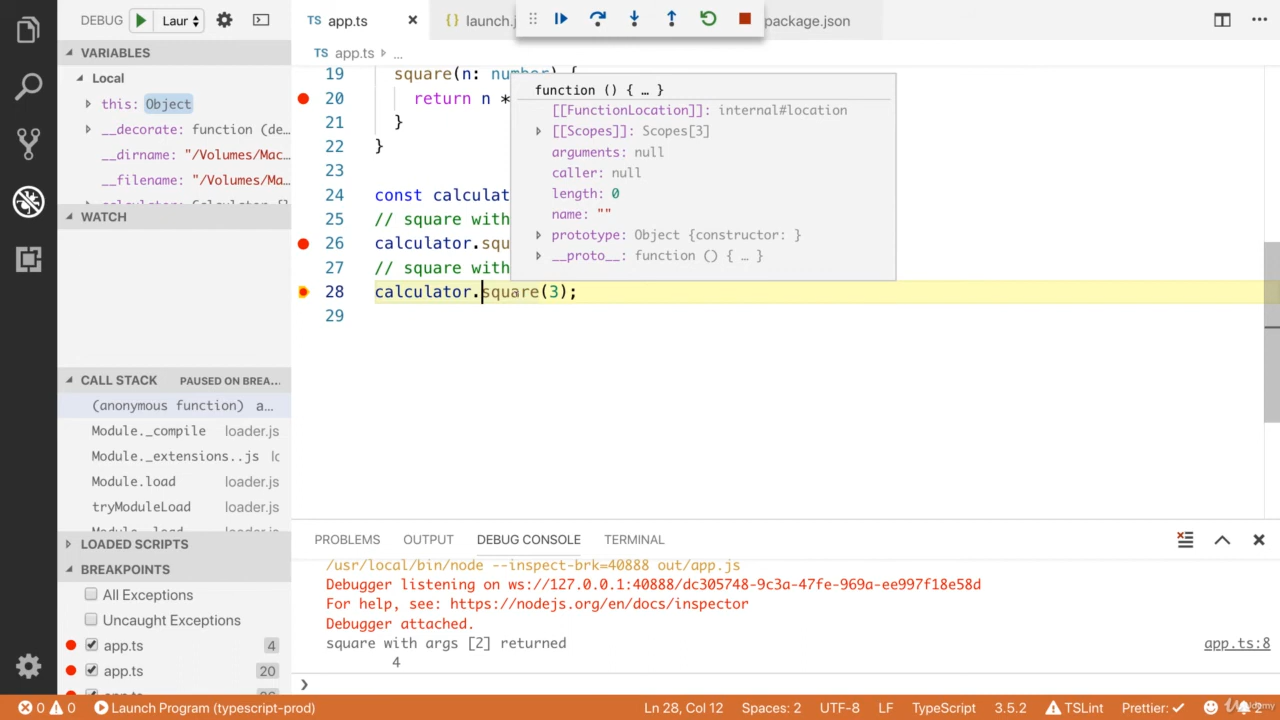 DEBUG Laur
TS app.ts
{} launch.j
package.json
TS app.ts ...
VARIABLES
Local
this: Object
__decorate: function (de...
__dirname: "/Volumes/Mac...
__filename: "/Volumes/Ma...
WATCH
CALL STACK PAUSED ON BREA...
(anonymous function) a...
Module._compile loader.js
Module._extensions..js lc
Module.load loader.js
tryModuleLoad loader.js
Module._load loader.js
LOADED SCRIPTS
BREAKPOINTS
All Exceptions
Uncaught Exceptions
app.ts 4
app.ts 20
19 square(n: number) {
20 return n *
21 }
22 }
23
24 const calculat
25 // square with
26 calculator.squ
27 // square with
28 calculator.square(3);
29
function () { … }
[[FunctionLocation]]: internal#location
[[Scopes]]: Scopes[3]
arguments: null
caller: null
length: 0
name: ""
prototype: Object {constructor: }
__proto__: function () { … }
PROBLEMS OUTPUT DEBUG CONSOLE TERMINAL
/usr/local/bin/node --inspect-brk=40888 out/app.js
Debugger listening on ws://127.0.0.1:40888/dc305748-9c3a-47fe-969a-ee997f18e58d
For help, see: https://nodejs.org/en/docs/inspector
Debugger attached.
square with args [2] returned app.ts:8
4
0 0 Launch Program (typescript-prod) Ln 28, Col 12 Spaces: 2 UTF-8 LF TypeScript 3.5.2 TSLint Prettier: ✓ 2